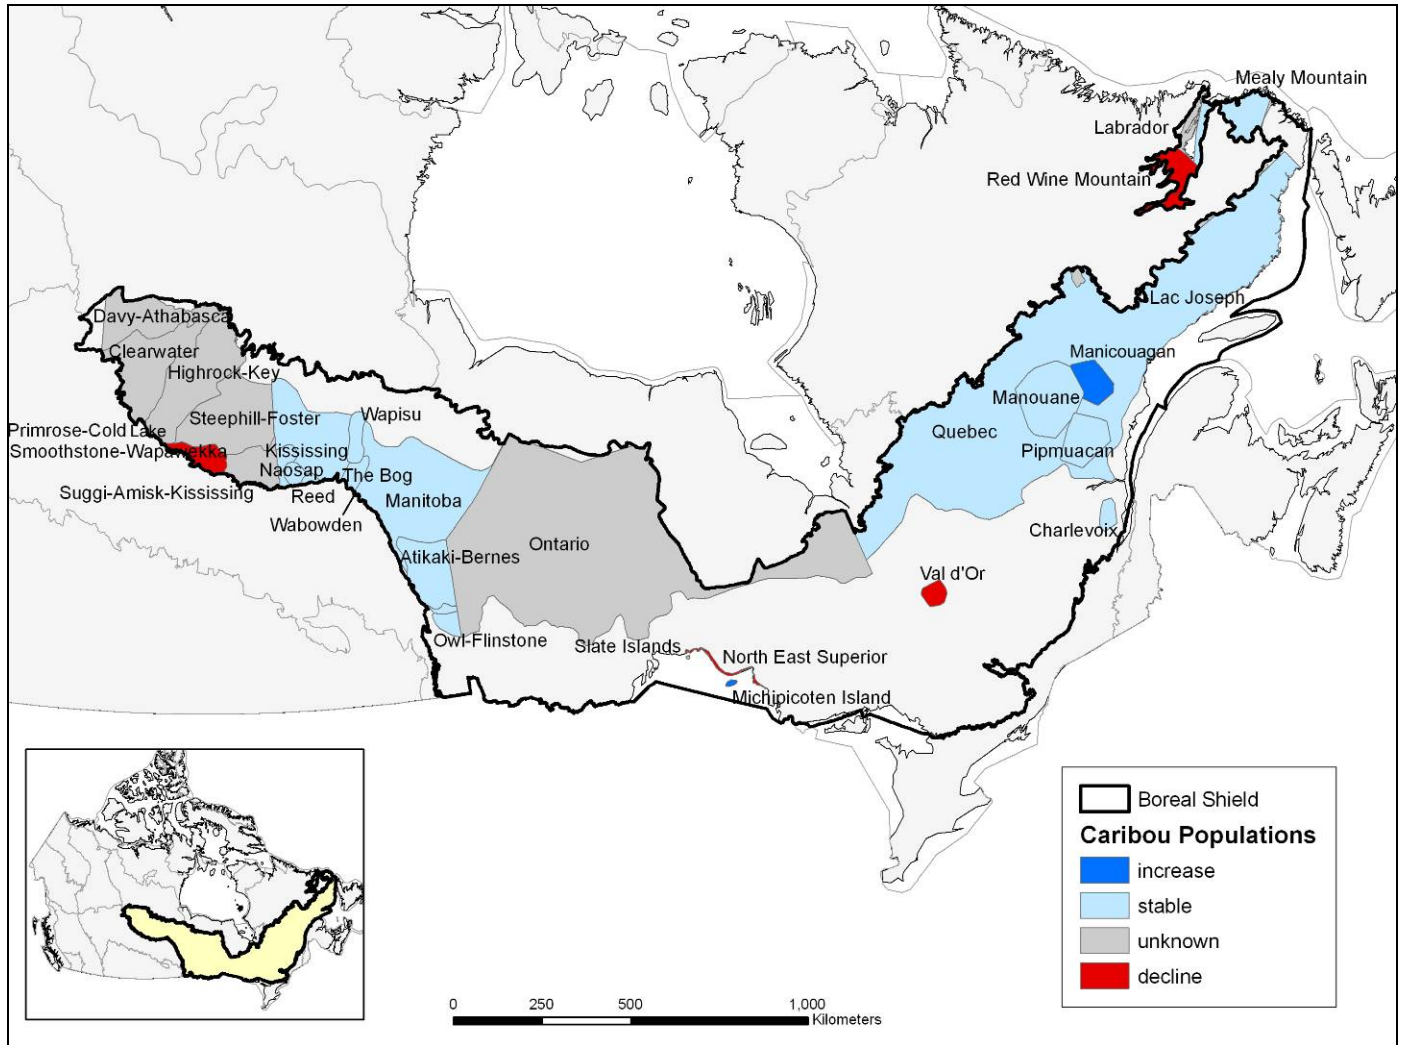 Mealy Mountain
Labrador
Red Wine Mountain
Lac Joseph
Davy-Athabasca
Clearwater
Highrock-Key
Manicouagan
Manouane
Steephill-Foster
Wapisu
Quebec
Primrose-Cold Lake
Smoothstone-Wapawekka
Kississing
Pipmuacan
Naosap
The Bog
Suggi-Amisk-Kississing
Reed
Manitoba
Wabowden
Charlevoix
Atikaki-Bernes
Ontario
Val d'Or
Owl-Flinstone
Slate Islands
North East Superior
Michipicoten Island
Boreal Shield
Caribou Populations
increase
stable
unknown
decline
0 250 500 1,000
Kilometers